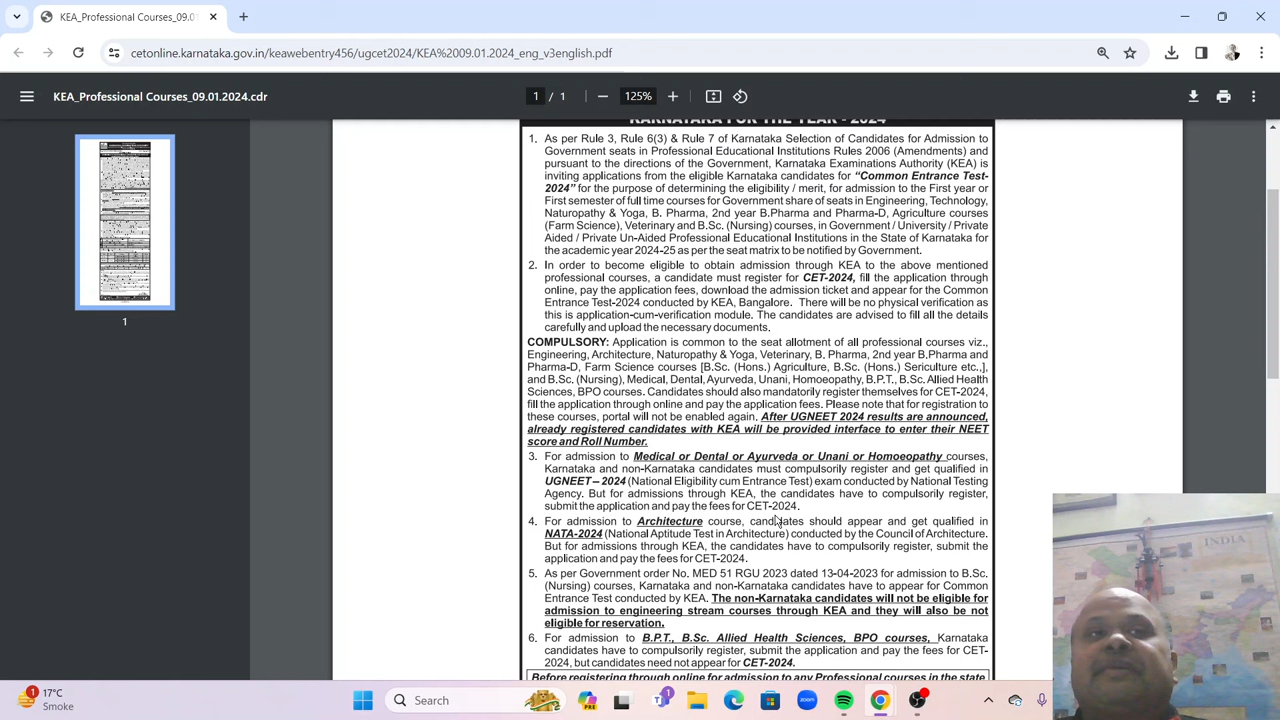 KEA_Professional Courses_09.01
cetonline.karnataka.gov.in/keawebentry456/ugcet2024/KEA%2009.01.2024_eng_v3english.pdf
KEA_Professional Courses_09.01.2024.cdr
1 / 1
125%
KARNATAKA FOR THE YEAR - 2024
1. As per Rule 3, Rule 6(3) & Rule 7 of Karnataka Selection of Candidates for Admission to
Government seats in Professional Educational Institutions Rules 2006 (Amendments) and
pursuant to the directions of the Government, Karnataka Examinations Authority (KEA) is
inviting applications from the eligible Karnataka candidates for “Common Entrance Test-
2024” for the purpose of determining the eligibility / merit, for admission to the First year or
First semester of full time courses for Government share of seats in Engineering, Technology,
Naturopathy & Yoga, B. Pharma, 2nd year B.Pharma and Pharma-D, Agriculture courses
(Farm Science), Veterinary and B.Sc. (Nursing) courses, in Government / University / Private
Aided / Private Un-Aided Professional Educational Institutions in the State of Karnataka for
the academic year 2024-25 as per the seat matrix to be notified by Government.
2. In order to become eligible to obtain admission through KEA to the above mentioned
professional courses, a candidate must register for CET-2024, fill the application through
online, pay the application fees, download the admission ticket and appear for the Common
Entrance Test-2024 conducted by KEA, Bangalore. There will be no physical verification as
this is application-cum-verification module. The candidates are advised to fill all the details
carefully and upload the necessary documents.
COMPULSORY: Application is common to the seat allotment of all professional courses viz.,
Engineering, Architecture, Naturopathy & Yoga, Veterinary, B. Pharma, 2nd year B.Pharma and
Pharma-D, Farm Science courses [B.Sc. (Hons.) Agriculture, B.Sc. (Hons.) Sericulture etc.,],
and B.Sc. (Nursing), Medical, Dental, Ayurveda, Unani, Homoeopathy, B.P.T., B.Sc. Allied Health
Sciences, BPO courses. Candidates should also mandatorily register themselves for CET-2024,
fill the application through online and pay the application fees. Please note that for registration to
these courses, portal will not be enabled again. After UGNEET 2024 results are announced,
already registered candidates with KEA will be provided interface to enter their NEET
score and Roll Number.
3. For admission to Medical or Dental or Ayurveda or Unani or Homoeopathy courses,
Karnataka and non-Karnataka candidates must compulsorily register and get qualified in
UGNEET – 2024 (National Eligibility cum Entrance Test) exam conducted by National Testing
Agency. But for admissions through KEA, the candidates have to compulsorily register,
submit the application and pay the fees for CET-2024.
4. For admission to Architecture course, candidates should appear and get qualified in
NATA-2024 (National Aptitude Test in Architecture) conducted by the Council of Architecture.
But for admissions through KEA, the candidates have to compulsorily register, submit the
application and pay the fees for CET-2024.
5. As per Government order No. MED 51 RGU 2023 dated 13-04-2023 for admission to B.Sc.
(Nursing) courses, Karnataka and non-Karnataka candidates have to appear for Common
Entrance Test conducted by KEA. The non-Karnataka candidates will not be eligible for
admission to engineering stream courses through KEA and they will also be not
eligible for reservation.
6. For admission to B.P.T., B.Sc. Allied Health Sciences, BPO courses, Karnataka
candidates have to compulsorily register, submit the application and pay the fees for CET-
2024, but candidates need not appear for CET-2024.
Before registering through online for admission to any Professional courses in the state
1
INDIA
1
17°C
Smoke
Search
1
zoom